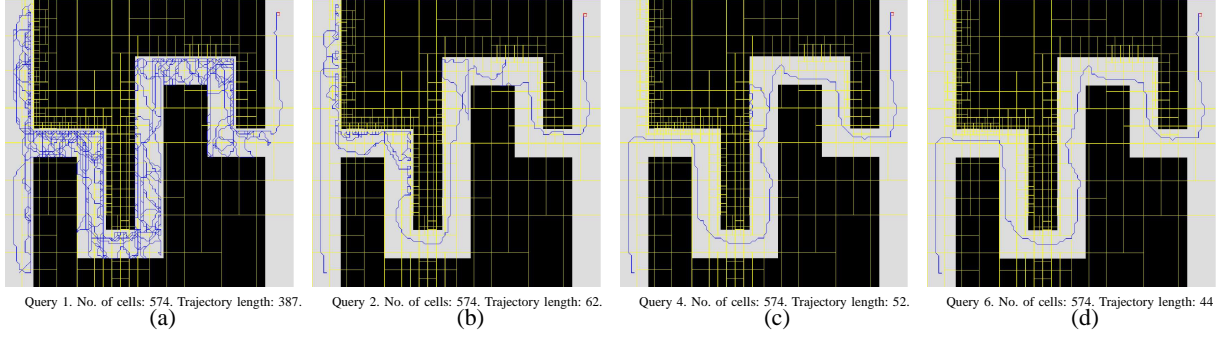 Query 1. No. of cells: 574. Trajectory length: 387.
(a)
Query 2. No. of cells: 574. Trajectory length: 62.
(b)
Query 4. No. of cells: 574. Trajectory length: 52.
(c)
Query 6. No. of cells: 574. Trajectory length: 44
(d)